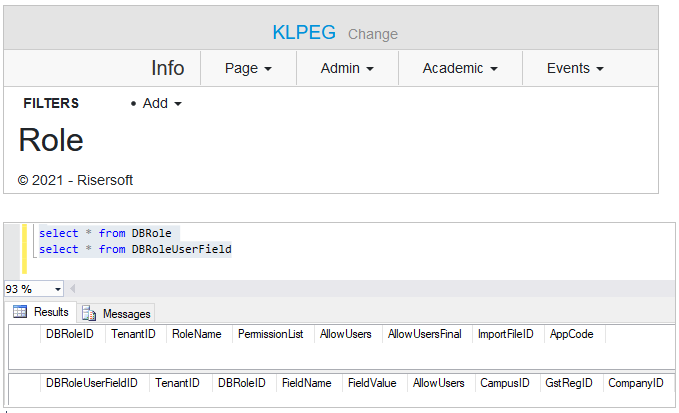 KLPEG Change
Info Page Admin Academic Events
FILTERS • Add
Role
© 2021 - Risersoft
select * from DBRole
select * from DBRoleUserField
93 %
Results Messages
DBRoleID TenantID RoleName PermissionList AllowUsers AllowUsersFinal ImportFileID AppCode
DBRoleUserFieldID TenantID DBRoleID FieldName FieldValue AllowUsers CampusID GstRegID CompanyID